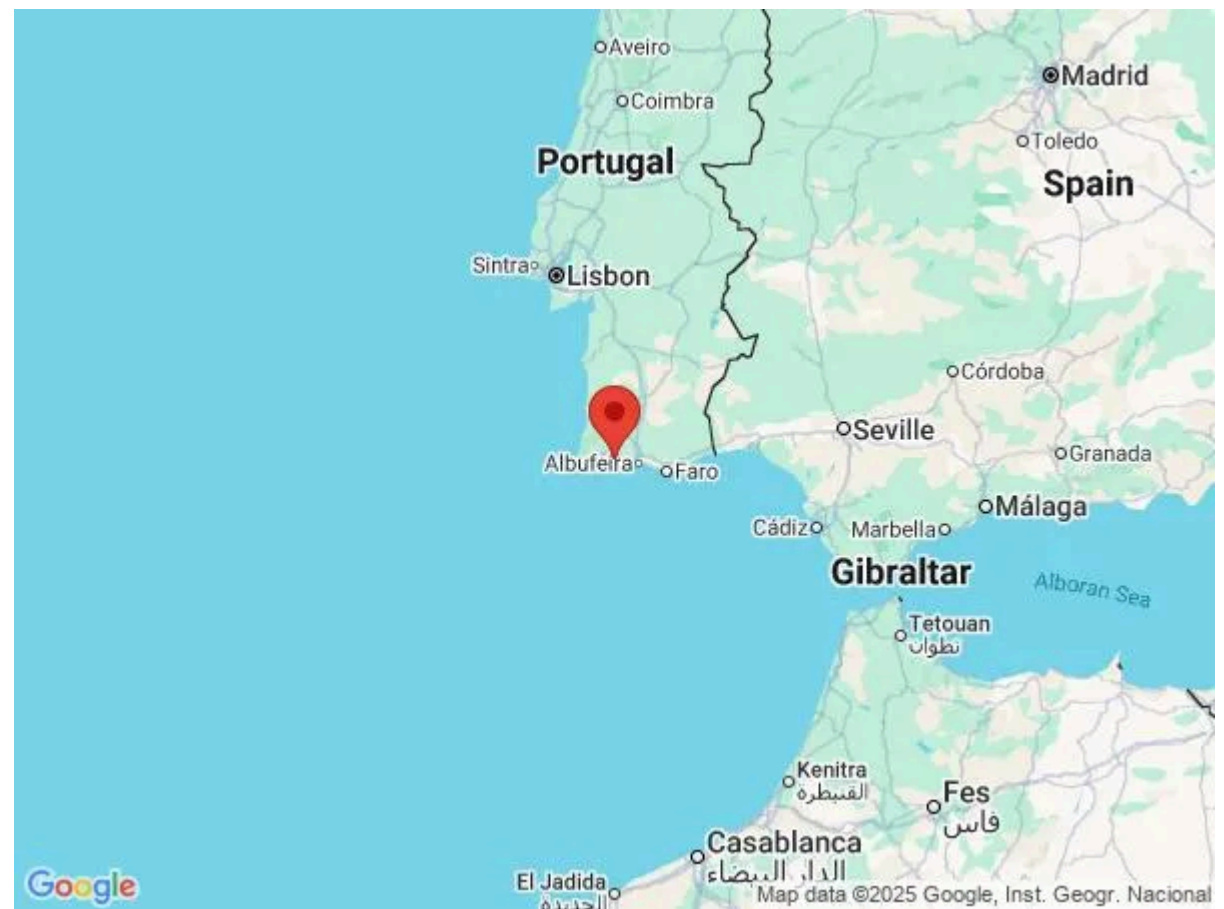 Aveiro
Madrid
Coimbra
Toledo
Portugal
Spain
Sintra
Lisbon
Córdoba
Seville
Granada
Albufeira
Faro
Málaga
Cádiz
Marbella
Gibraltar
Alboran Sea
Tetouan
تطوان
Kenitra
القنيطرة
Fes
فاس
Casablanca
الدار البيضاء
El Jadida
الجديدة
Google
Map data ©2025 Google, Inst. Geogr. Nacional